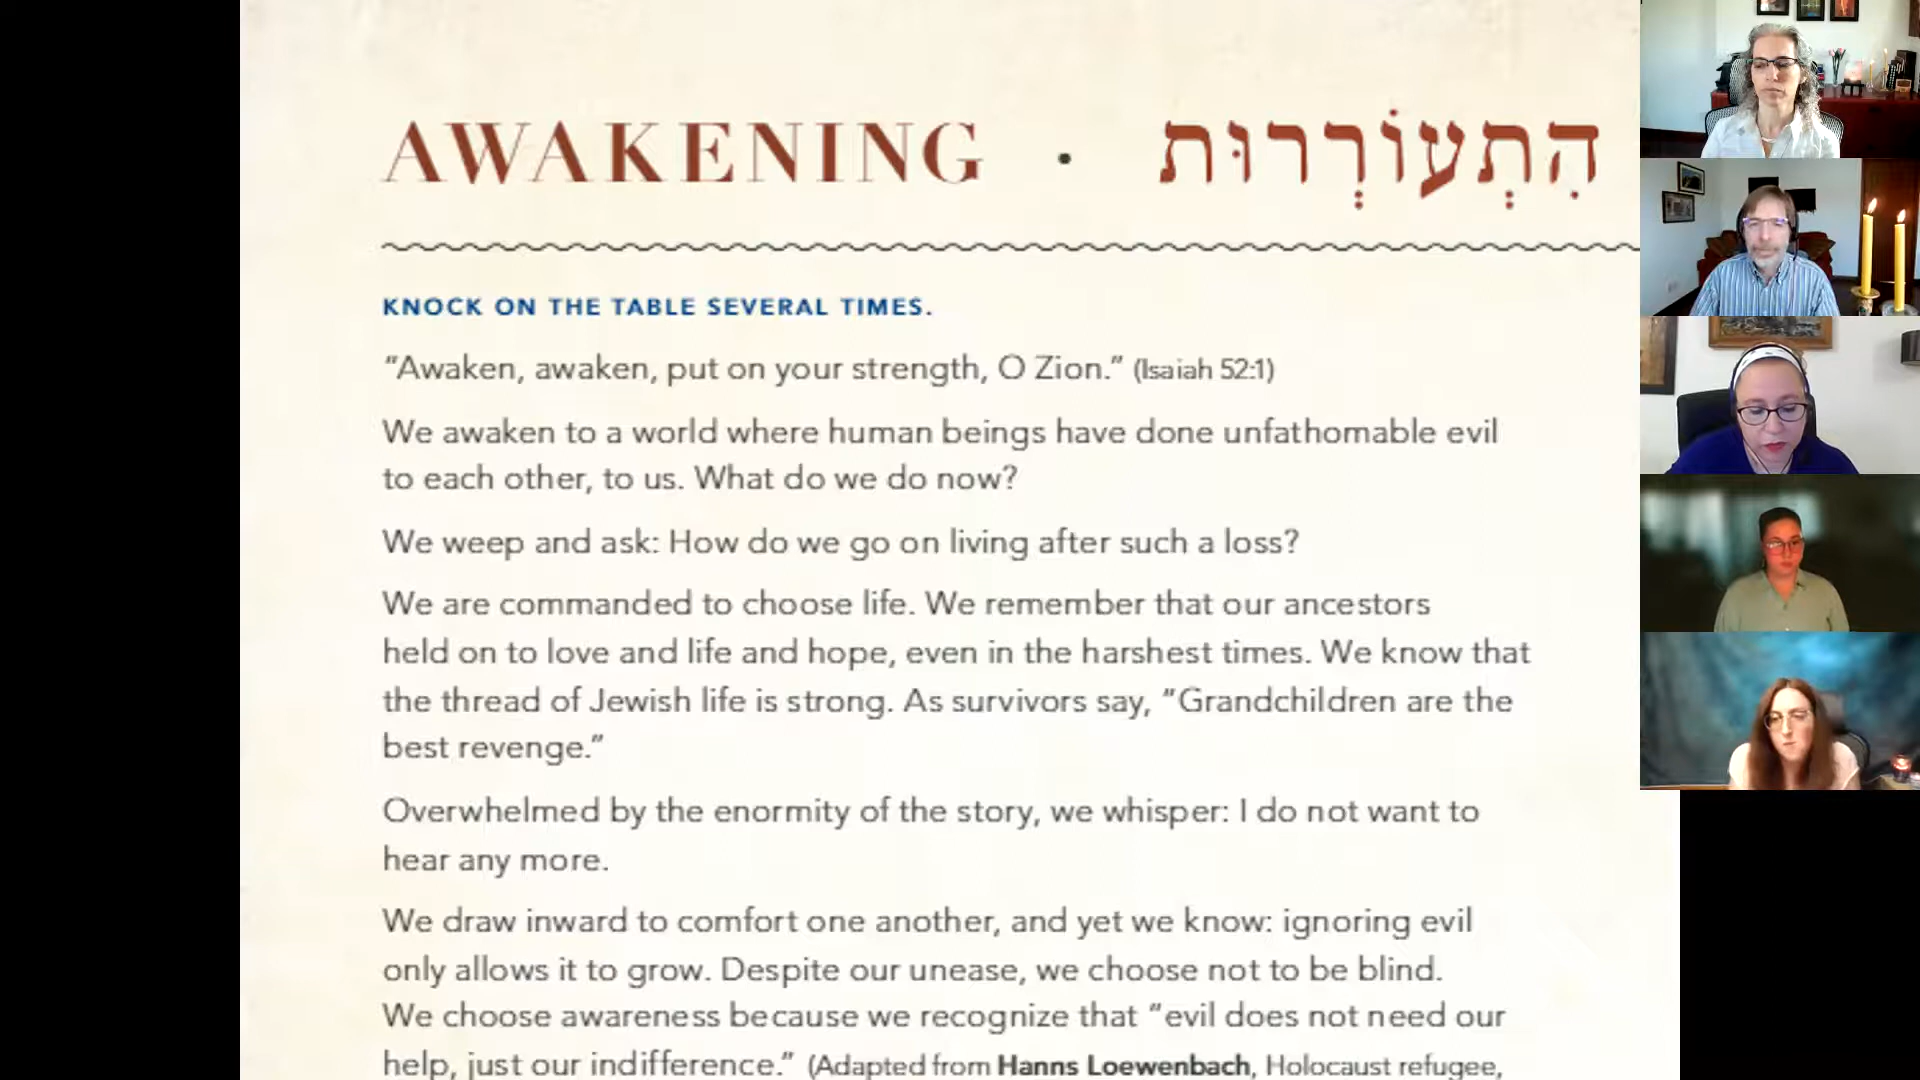 AWAKENING • הִתְעוֹרְרוּת
KNOCK ON THE TABLE SEVERAL TIMES.
“Awaken, awaken, put on your strength, O Zion.” (Isaiah 52:1)
We awaken to a world where human beings have done unfathomable evil
to each other, to us. What do we do now?
We weep and ask: How do we go on living after such a loss?
We are commanded to choose life. We remember that our ancestors
held on to love and life and hope, even in the harshest times. We know that
the thread of Jewish life is strong. As survivors say, “Grandchildren are the
best revenge.”
Overwhelmed by the enormity of the story, we whisper: I do not want to
hear any more.
We draw inward to comfort one another, and yet we know: ignoring evil
only allows it to grow. Despite our unease, we choose not to be blind.
We choose awareness because we recognize that “evil does not need our
help, just our indifference.” (Adapted from Hanns Loewenbach, Holocaust refugee,